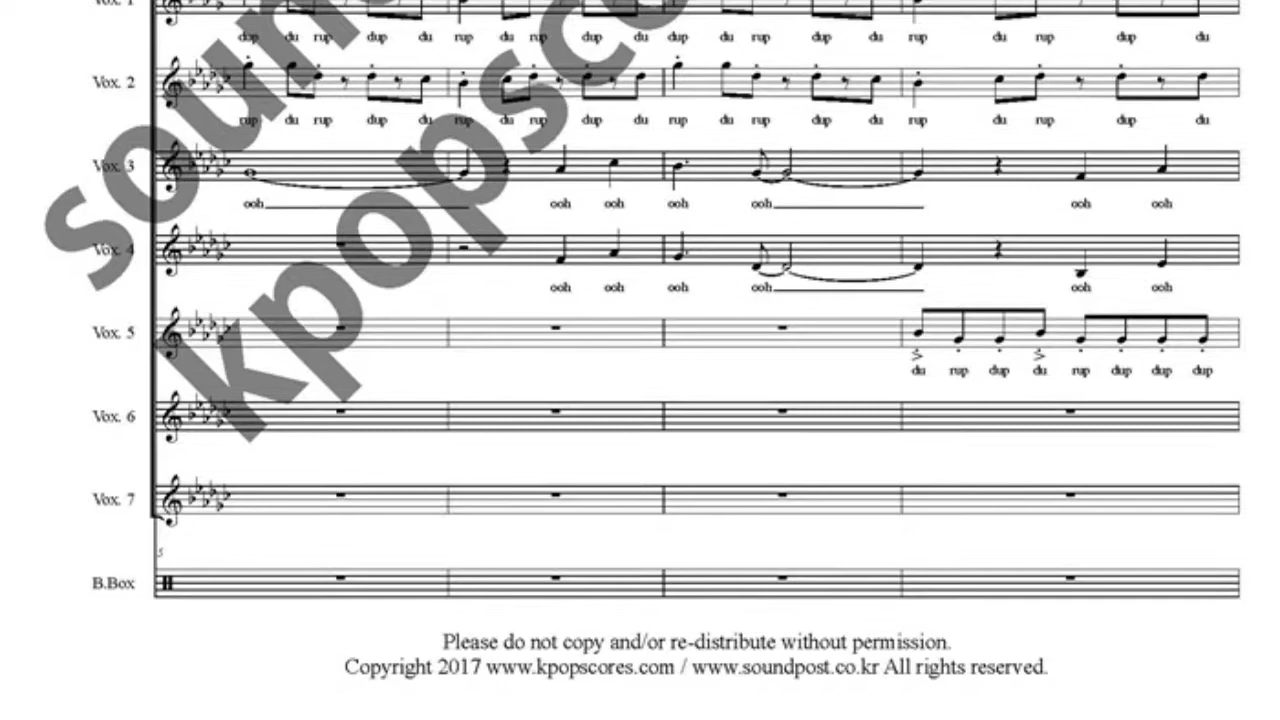 Vox. 1
dup du rup dup du rup du rup dup du dup du rup dup du rup du rup dup du
Vox. 2
rup du rup dup du rup du rup dup du rup du rup dup du rup du rup dup du
Vox. 3
ooh ooh ooh ooh ooh ooh ooh
Vox. 4
ooh ooh ooh ooh ooh ooh
Vox. 5
du rup dup du rup dup dup dup
Vox. 6
Vox. 7
5
B.Box
Please do not copy and/or re-distribute without permission.
Copyright 2017 www.kpopscores.com / www.soundpost.co.kr All rights reserved.
soun
kpopsco